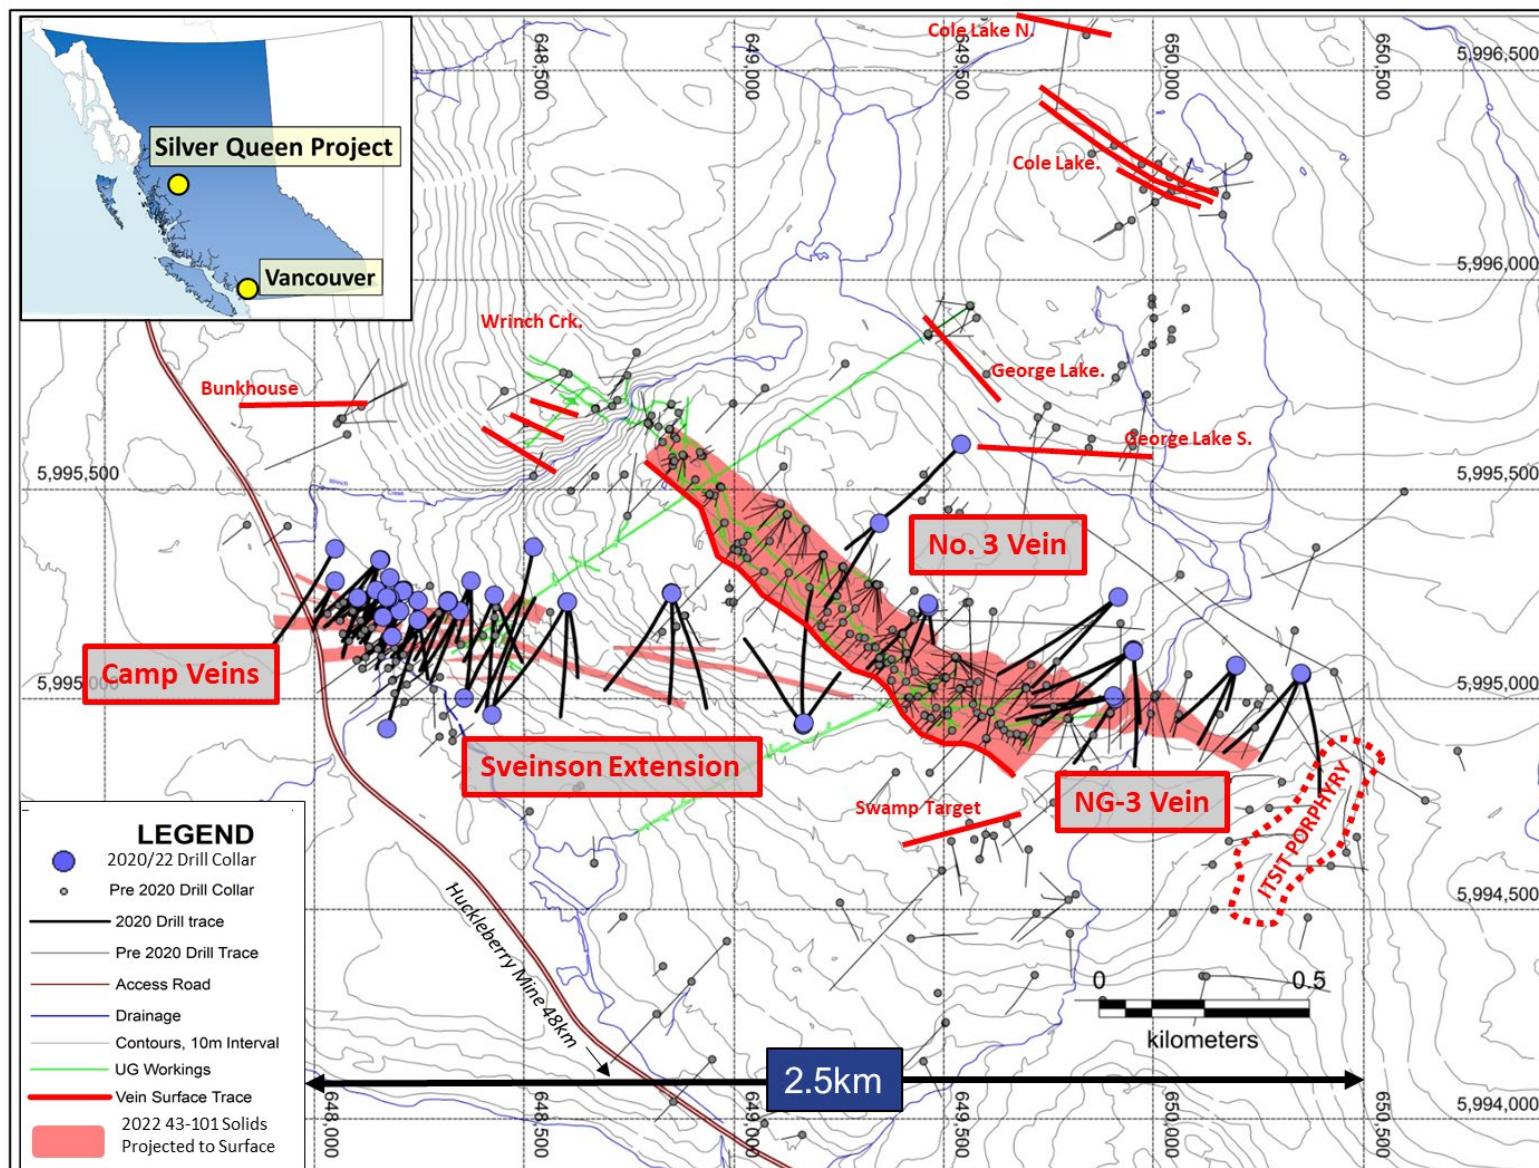 648,500
649,000
649,500
650,000
650,500
5,996,500
Cole Lake N.
Silver Queen Project
Vancouver
Cole Lake.
5,996,000
Wrinch Crk.
Bunkhouse
George Lake.
George Lake S.
5,995,500
5,995,500
Wrinch
Creek
No. 3 Vein
Camp Veins
5,995,000
5,995,000
Sveinson Extension
NG-3 Vein
Swamp Target
ITSIT PORPHYRY
5,994,500
Huckleberry Mine 48km
0 0.5
kilometers
2.5km
5,994,000
648,000
648,500
649,000
649,500
650,000
650,500
LEGEND
2020/22 Drill Collar
Pre 2020 Drill Collar
2020 Drill trace
Pre 2020 Drill Trace
Access Road
Drainage
Contours, 10m Interval
UG Workings
Vein Surface Trace
2022 43-101 Solids
Projected to Surface